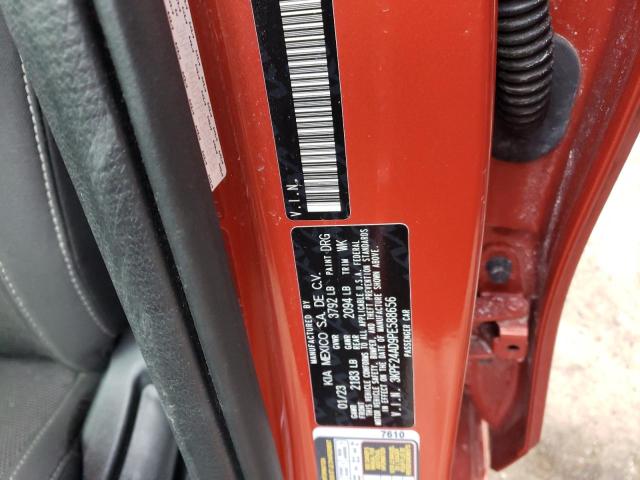 V.I.N.
MANUFACTURED BY
KIA MEXICO S.A. DE C.V.
01/23 GVWR 3792 LB PAINT DRG
FRONT 2183 LB REAR 2094 LB TRIM WK
THIS VEHICLE CONFORMS TO ALL APPLICABLE U.S.A. FEDERAL
MOTOR VEHICLE SAFETY, BUMPER, AND THEFT PREVENTION
STANDARDS IN EFFECT ON THE DATE OF MANUFACTURE SHOWN ABOVE.
V.I.N. 3KPF24AD9PE588656
PASSENGER CAR
7610